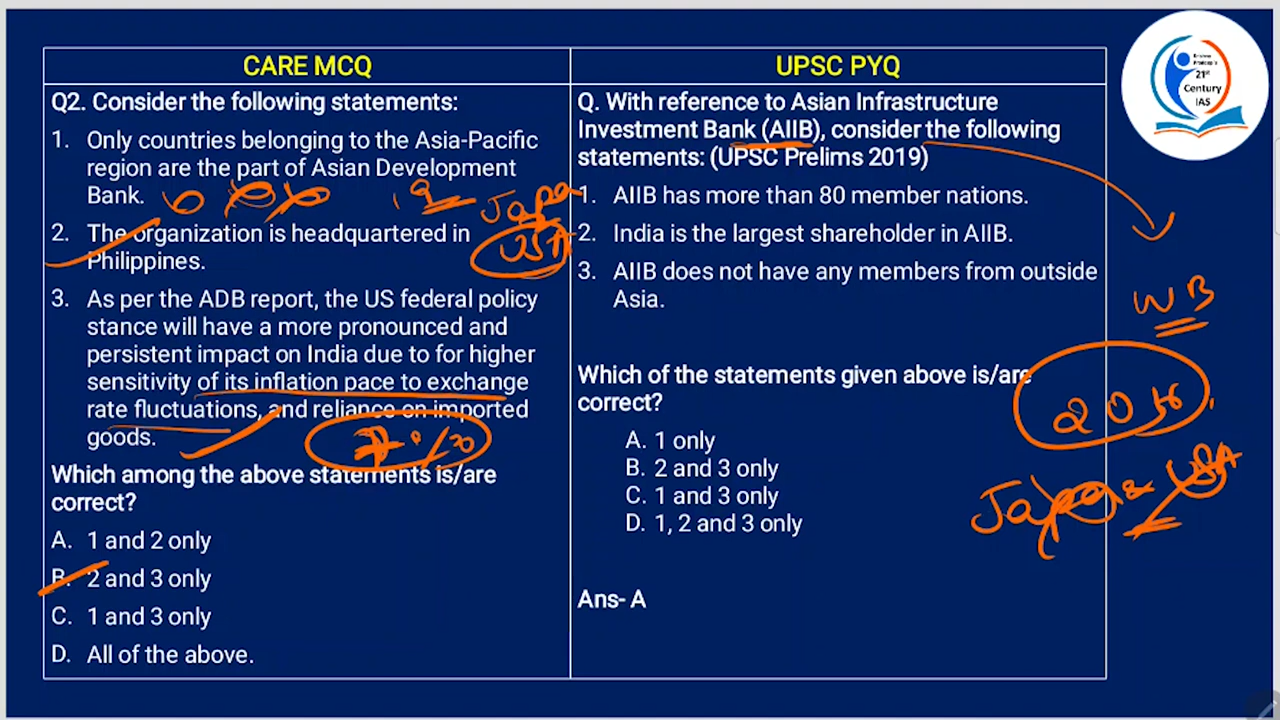 CARE MCQ
Q2. Consider the following statements:
1. Only countries belonging to the Asia-Pacific
region are the part of Asian Development
Bank.
2. The organization is headquartered in
Philippines.
3. As per the ADB report, the US federal policy
stance will have a more pronounced and
persistent impact on India due to for higher
sensitivity of its inflation pace to exchange
rate fluctuations, and reliance on imported
goods.
Which among the above statements is/are
correct?
A. 1 and 2 only
B. 2 and 3 only
C. 1 and 3 only
D. All of the above.
Japan
USA
UPSC PYQ
Q. With reference to Asian Infrastructure
Investment Bank (AIIB), consider the following
statements: (UPSC Prelims 2019)
1. AIIB has more than 80 member nations.
2. India is the largest shareholder in AIIB.
3. AIIB does not have any members from outside
Asia.
Which of the statements given above is/are
correct?
A. 1 only
B. 2 and 3 only
C. 1 and 3 only
D. 1, 2 and 3 only
Ans- A
WB
Japan & USA
21st
Century
IAS